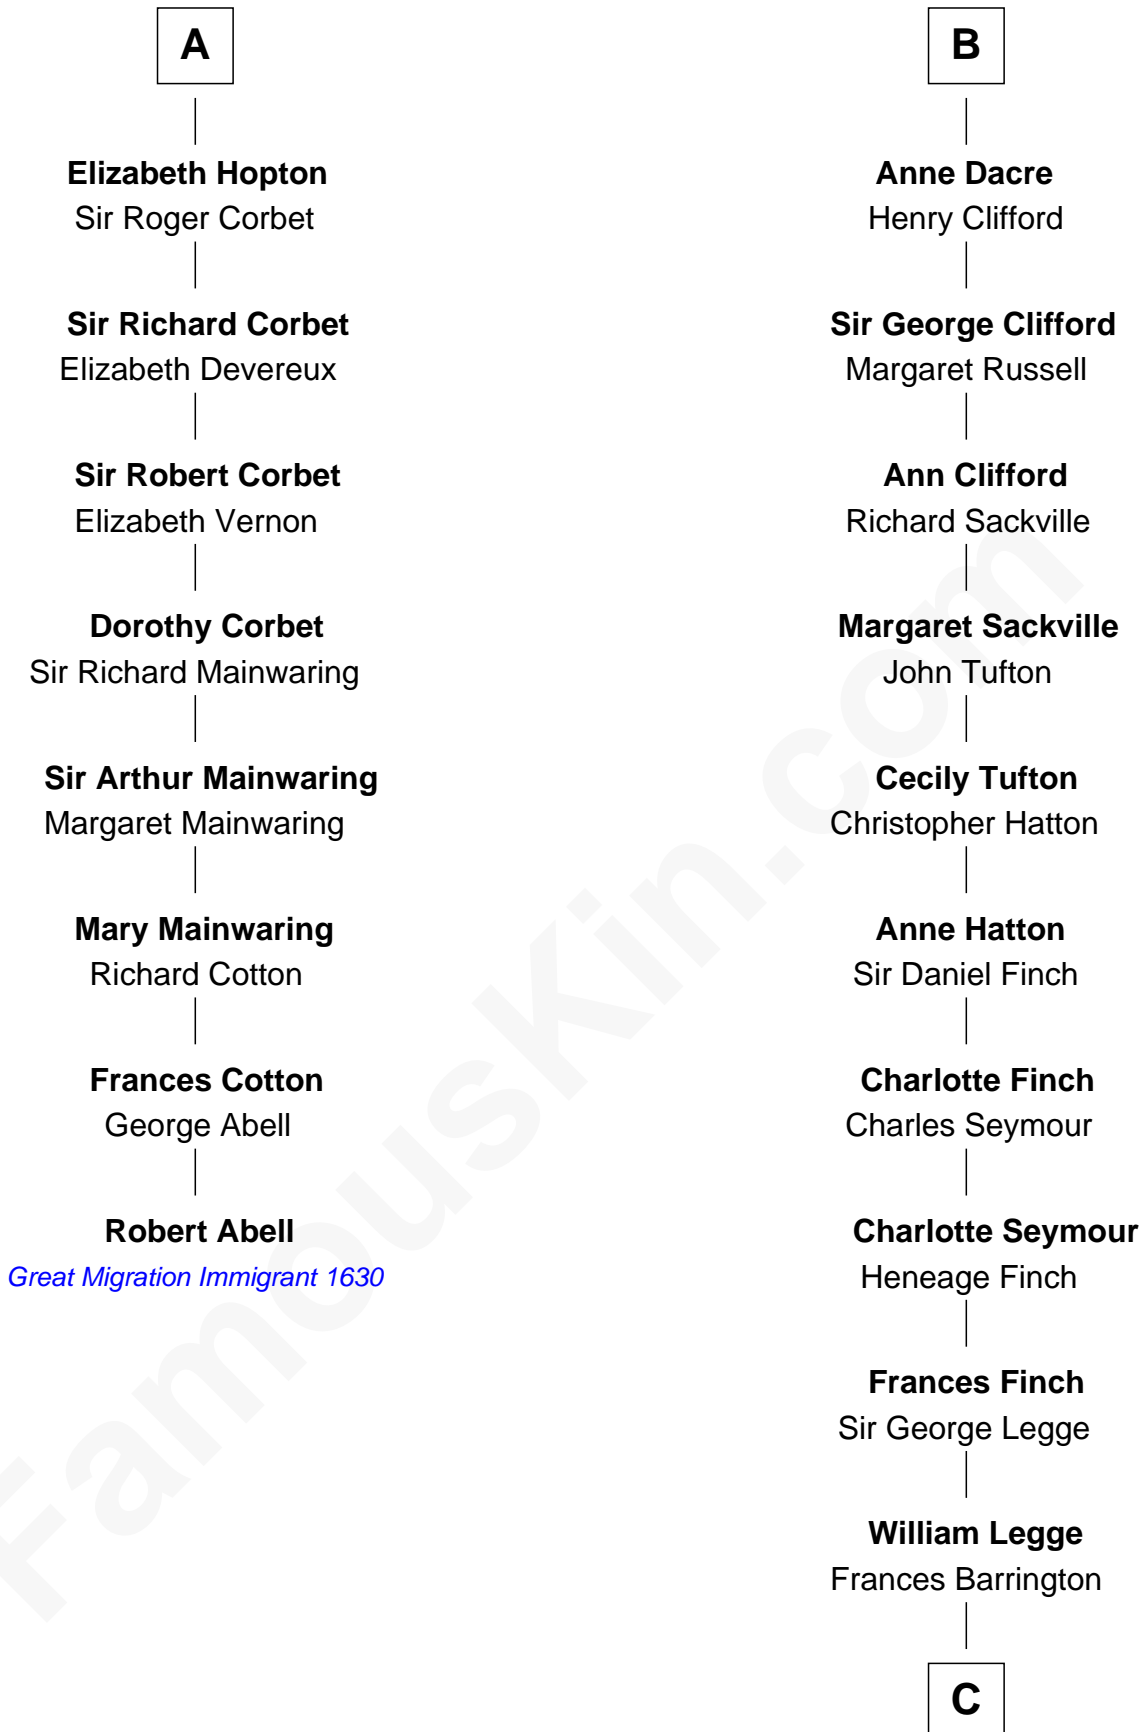 A
Elizabeth Hopton
Sir Roger Corbet
Sir Richard Corbet
Elizabeth Devereux
Sir Robert Corbet
Elizabeth Vernon
Dorothy Corbet
Sir Richard Mainwaring
Sir Arthur Mainwaring
Margaret Mainwaring
Mary Mainwaring
Richard Cotton
Frances Cotton
George Abell
Robert Abell
Great Migration Immigrant 1630
B
Anne Dacre
Henry Clifford
Sir George Clifford
Margaret Russell
Ann Clifford
Richard Sackville
Margaret Sackville
John Tufton
Cecily Tufton
Christopher Hatton
Anne Hatton
Sir Daniel Finch
Charlotte Finch
Charles Seymour
Charlotte Seymour
Heneage Finch
Frances Finch
Sir George Legge
William Legge
Frances Barrington
C
FamousKin.com